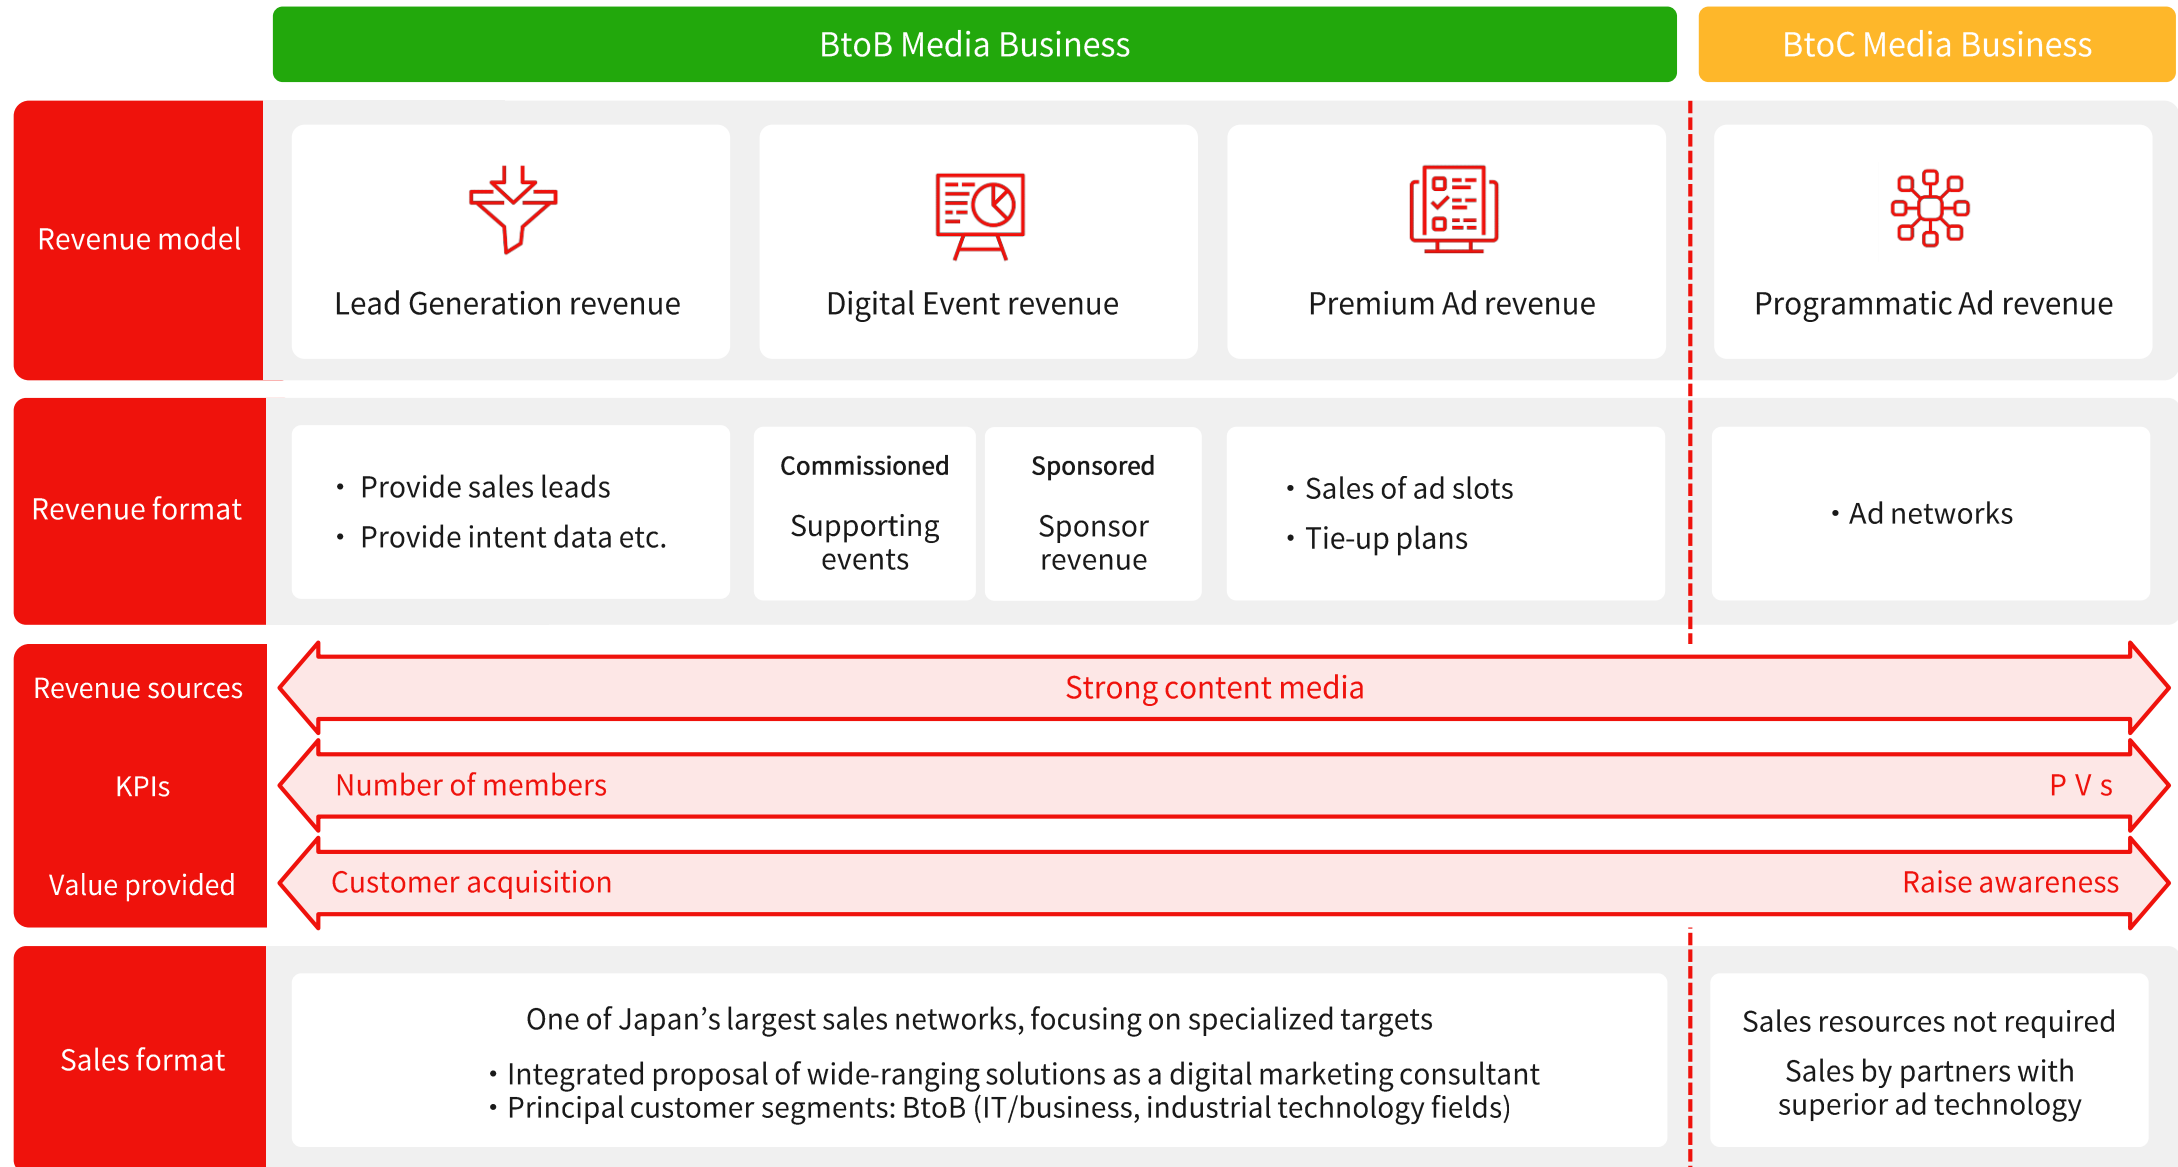 BtoB Media Business
BtoC Media Business
Revenue model
Lead Generation revenue
Digital Event revenue
Premium Ad revenue
Programmatic Ad revenue
Revenue format
・ Provide sales leads
・ Provide intent data etc.
Commissioned
Supporting
events
Sponsored
Sponsor
revenue
・Sales of ad slots
・Tie-up plans
・Ad networks
Revenue sources
Strong content media
KPIs
Number of members
P V s
Value provided
Customer acquisition
Raise awareness
Sales format
One of Japan’s largest sales networks, focusing on specialized targets
・Integrated proposal of wide-ranging solutions as a digital marketing consultant
・Principal customer segments: BtoB (IT/business, industrial technology fields)
Sales resources not required
Sales by partners with
superior ad technology